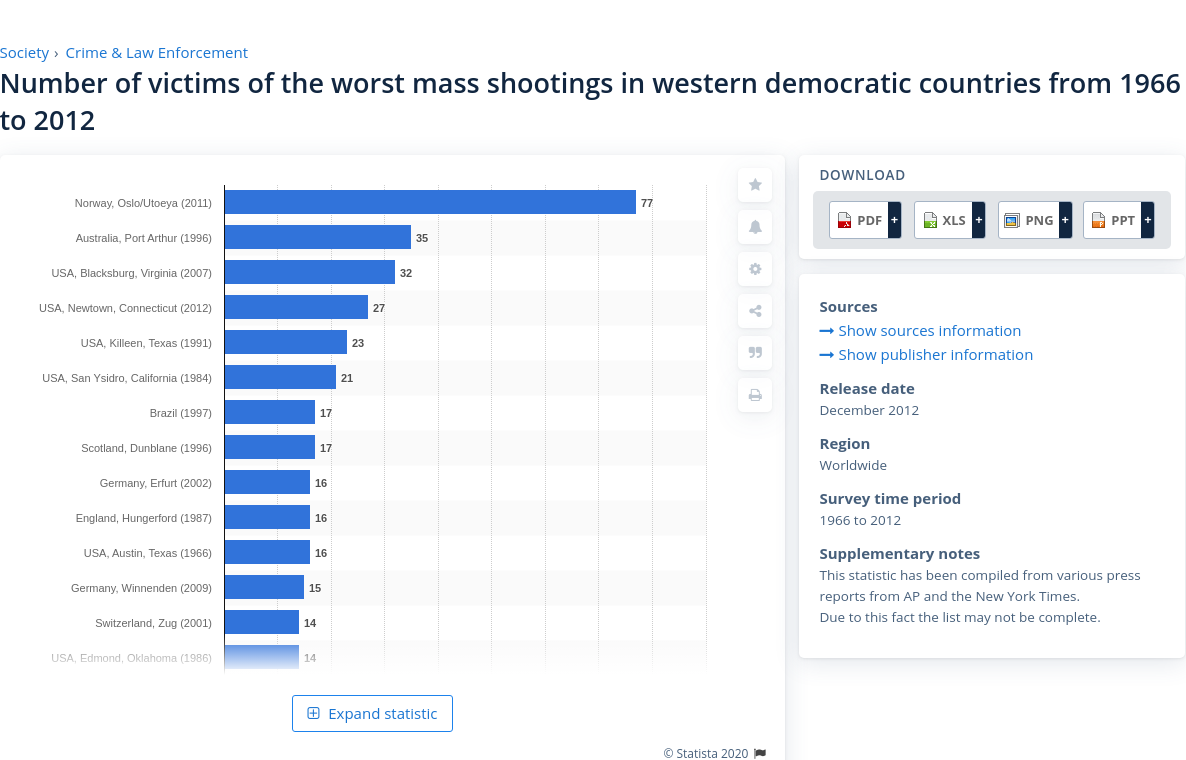 Society › Crime & Law Enforcement
Number of victims of the worst mass shootings in western democratic countries from 1966
to 2012
Norway, Oslo/Utoeya (2011) 77
Australia, Port Arthur (1996) 35
USA, Blacksburg, Virginia (2007) 32
USA, Newtown, Connecticut (2012) 27
USA, Killeen, Texas (1991) 23
USA, San Ysidro, California (1984) 21
Brazil (1997) 17
Scotland, Dunblane (1996) 17
Germany, Erfurt (2002) 16
England, Hungerford (1987) 16
USA, Austin, Texas (1966) 16
Germany, Winnenden (2009) 15
Switzerland, Zug (2001) 14
USA, Edmond, Oklahoma (1986) 14
Expand statistic
© Statista 2020
DOWNLOAD
PDF + XLS + PNG + PPT +
Sources
Show sources information
Show publisher information
Release date
December 2012
Region
Worldwide
Survey time period
1966 to 2012
Supplementary notes
This statistic has been compiled from various press
reports from AP and the New York Times.
Due to this fact the list may not be complete.